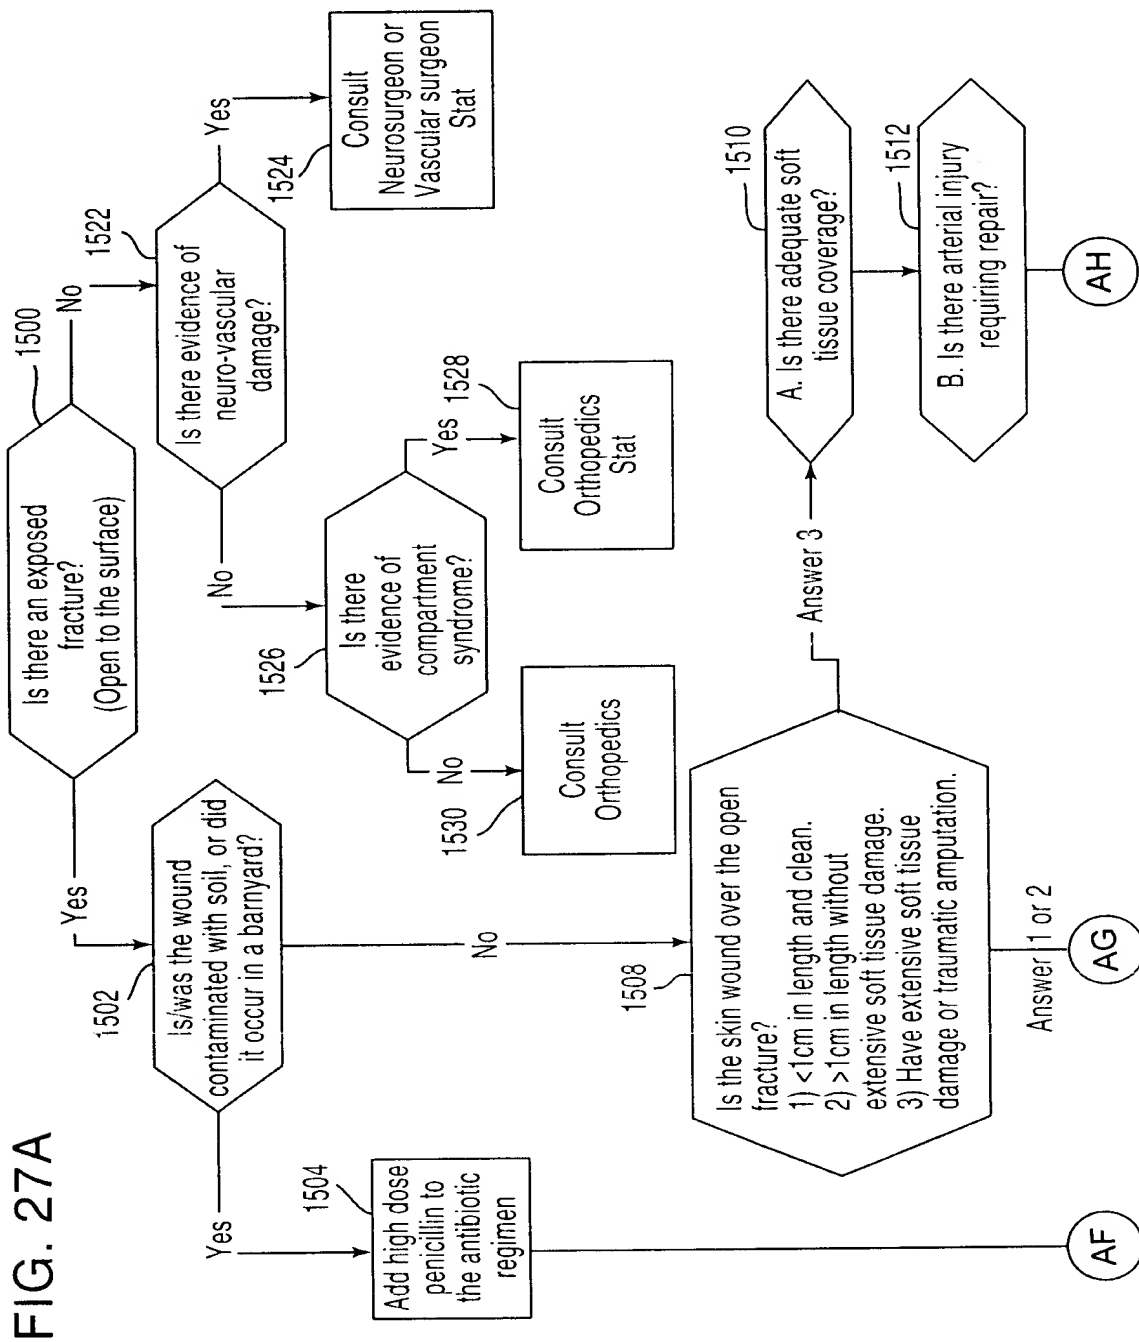 FIG. 27A
1500
Is there an exposed
fracture?
(Open to the surface)
Yes
No
1502
Is/was the wound
contaminated with soil, or did
it occur in a barnyard?
Yes
No
1504
Add high dose
penicillin to
the antibiotic
regimen
AF
1508
Is the skin wound over the open
fracture?
1) <1cm in length and clean.
2) >1cm in length without
extensive soft tissue damage.
3) Have extensive soft tissue
damage or traumatic amputation.
Answer 1 or 2
AG
Answer 3
1510
A. Is there adequate soft
tissue coverage?
1512
B. Is there arterial injury
requiring repair?
AH
1522
Is there evidence of
neuro-vascular
damage?
Yes
No
1524
Consult
Neurosurgeon or
Vascular surgeon
Stat
1526
Is there
evidence of
compartment
syndrome?
Yes
No
1528
Consult
Orthopedics
Stat
1530
Consult
Orthopedics